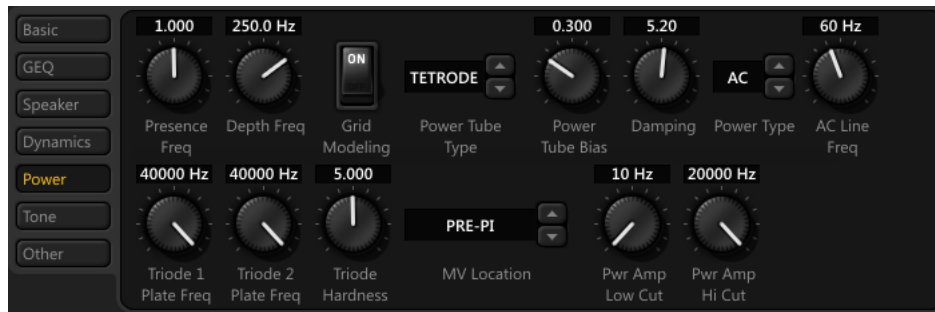 Basic
GEQ
Speaker
Dynamics
Power
Tone
Other
1.000 250.0 Hz 0.300 5.20 60 Hz
ON
TETRODE AC
Presence Depth Freq Grid Power Tube Power Damping Power Type AC Line
Freq Modeling Type Tube Bias Freq
40000 Hz 40000 Hz 5.000 10 Hz 20000 Hz
PRE-PI
Triode 1 Triode 2 Triode MV Location Pwr Amp Pwr Amp
Plate Freq Plate Freq Hardness Low Cut Hi Cut